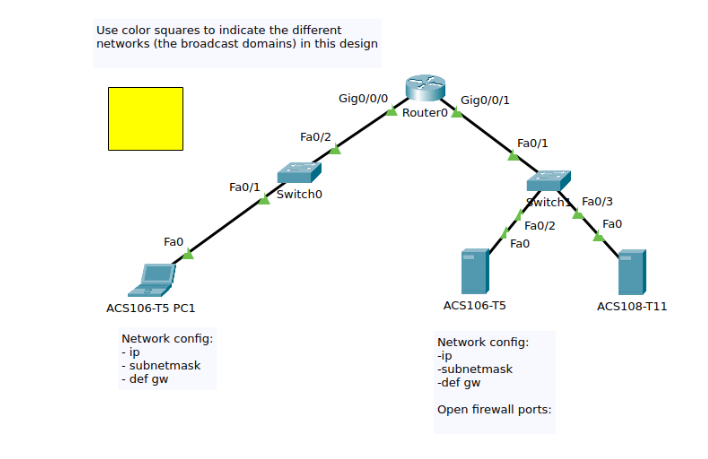 Use color squares to indicate the different
networks (the broadcast domains) in this design
Gig0/0/0
Gig0/0/1
Router0
Fa0/2
Fa0/1
Switch0
Switch1
Fa0/1
Fa0/3
Fa0/2
Fa0
Fa0
Fa0
ACS106-T5 PC1
ACS106-T5
ACS108-T11
Network config:
- ip
- subnetmask
- def gw
Network config:
-ip
-subnetmask
-def gw
Open firewall ports: